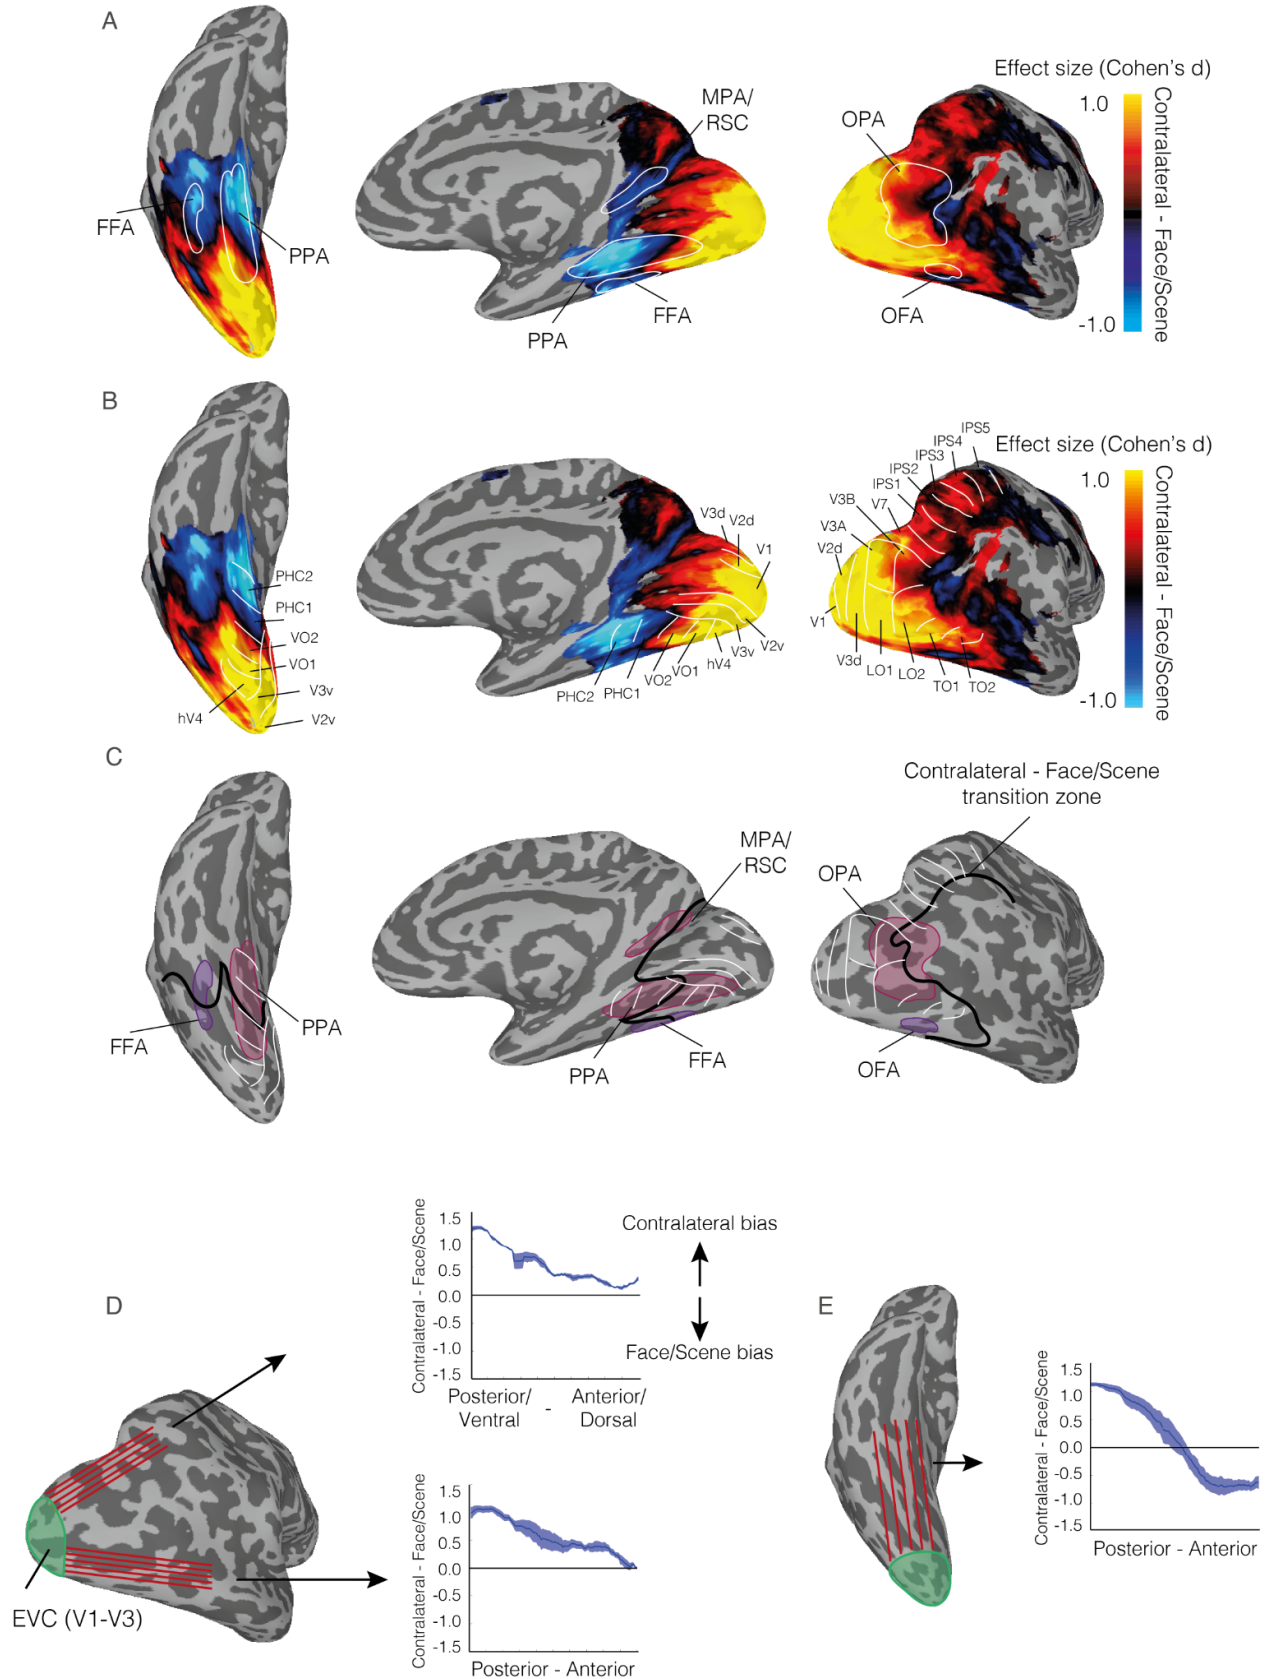 A
FFA
PPA
MPA/
RSC
PPA
FFA
OPA
OFA
Effect size (Cohen's d)
1.0
-1.0
Contralateral - Face/Scene
B
PHC2
PHC1
VO2
VO1
V3v
hV4
V2v
V3d
V2d
V1
V2v
V3v
hV4
VO1
VO2
PHC1
PHC2
IPS5
IPS4
IPS3
IPS2
IPS1
V7
V3B
V3A
V2d
V1
V3d
LO1
LO2
TO1
TO2
Effect size (Cohen's d)
1.0
-1.0
Contralateral - Face/Scene
C
FFA
PPA
MPA/
RSC
PPA
FFA
Contralateral - Face/Scene
transition zone
OPA
OFA
D
EVC (V1-V3)
Contralateral - Face/Scene
1.5
1.0
0.5
0.0
-0.5
-1.0
-1.5
Posterior/
Ventral
-
Anterior/
Dorsal
Contralateral bias
Face/Scene bias
Contralateral - Face/Scene
1.5
1.0
0.5
0.0
-0.5
-1.0
-1.5
Posterior - Anterior
E
Contralateral - Face/Scene
1.5
1.0
0.5
0.0
-0.5
-1.0
-1.5
Posterior - Anterior